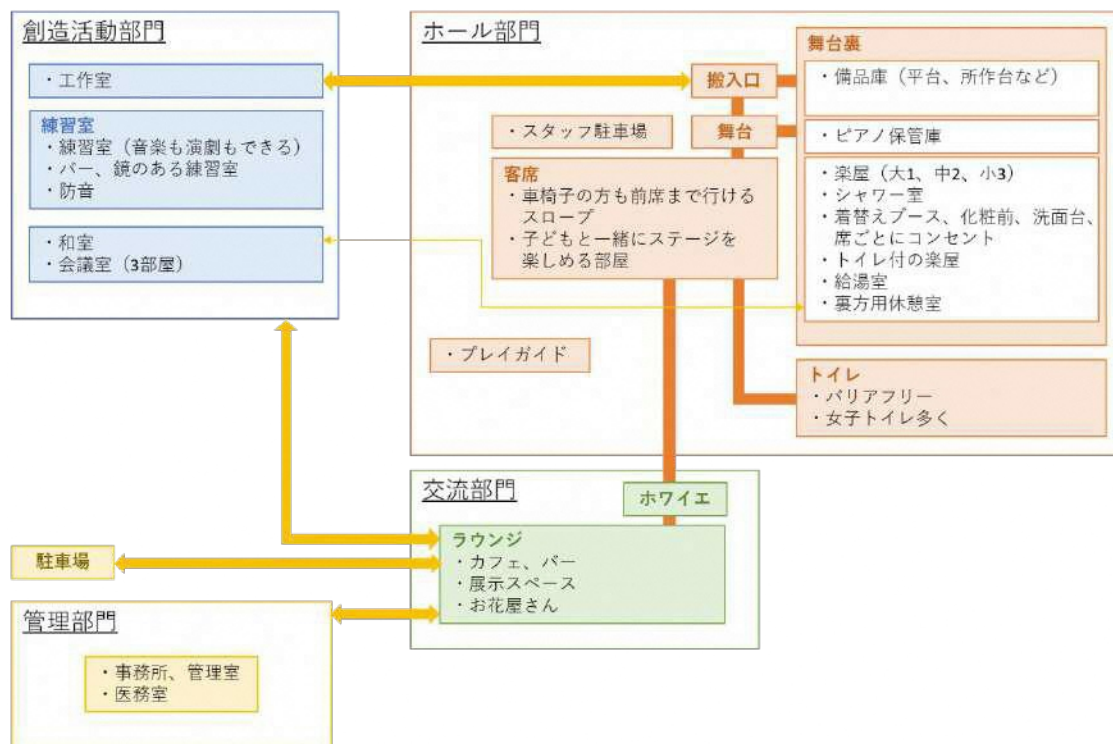 創造活動部門
・工作室
練習室
・練習室（音楽も演劇もできる）
・バー、鏡のある練習室
・防音
・和室
・会議室（3部屋）
ホール部門
搬入口
・スタッフ駐車場
舞台
客席
・車椅子の方も前席まで行ける
スロープ
・子どもと一緒にステージを
楽しめる部屋
・プレイガイド
舞台裏
・備品庫（平台、所作台など）
・ピアノ保管庫
・楽屋（大1、中2、小3）
・シャワー室
・着替えブース、化粧前、洗面台、
席ごとにコンセント
・トイレ付の楽屋
・給湯室
・裏方用休憩室
トイレ
・バリアフリー
・女子トイレ多く
交流部門
ホワイエ
ラウンジ
・カフェ、バー
・展示スペース
・お花屋さん
駐車場
管理部門
・事務所、管理室
・医務室